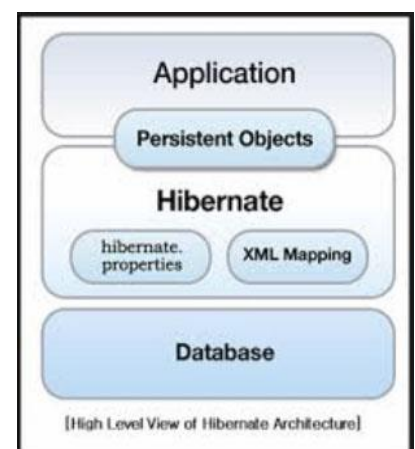 Application
Persistent Objects
Hibernate
hibernate.
properties
XML Mapping
Database
[High Level View of Hibernate Architecture]